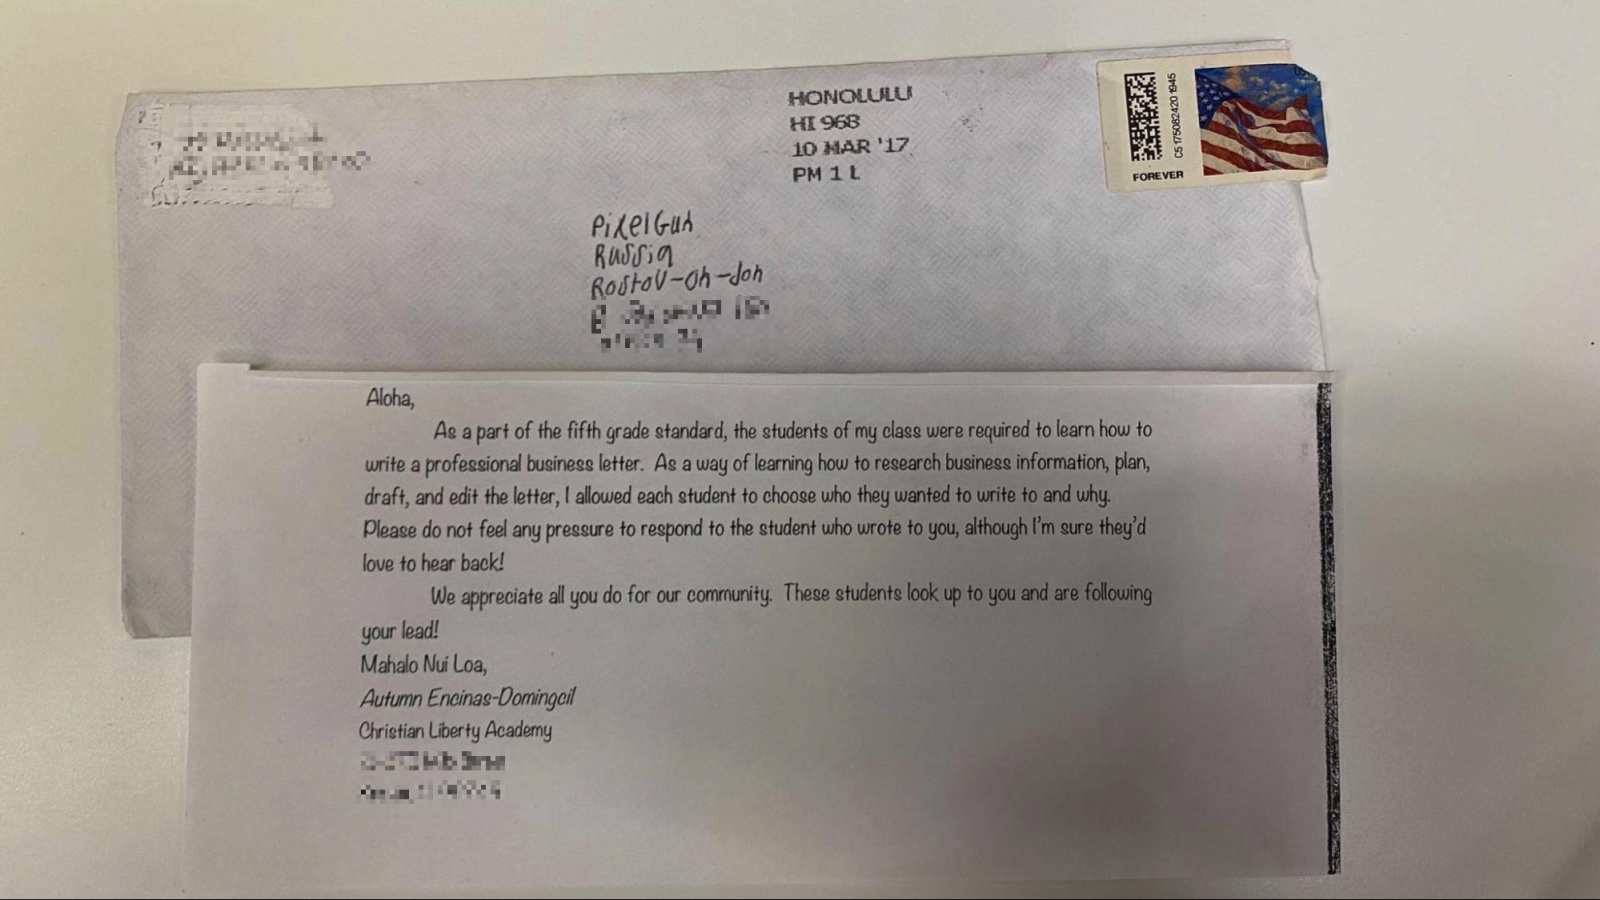 HONOLULU
HI 968
10 MAR '17
PM 1 L
C5 175082420 1945
FOREVER
PixelGun
Russia
Rostov-on-don
Aloha,
As a part of the fifth grade standard, the students of my class were required to learn how to
write a professional business letter. As a way of learning how to research business information, plan,
draft, and edit the letter, I allowed each student to choose who they wanted to write to and why.
Please do not feel any pressure to respond to the student who wrote to you, although I'm sure they'd
love to hear back!
We appreciate all you do for our community. These students look up to you and are following
your lead!
Mahalo Nui Loa,
Autumn Encinas-Domingcil
Christian Liberty Academy